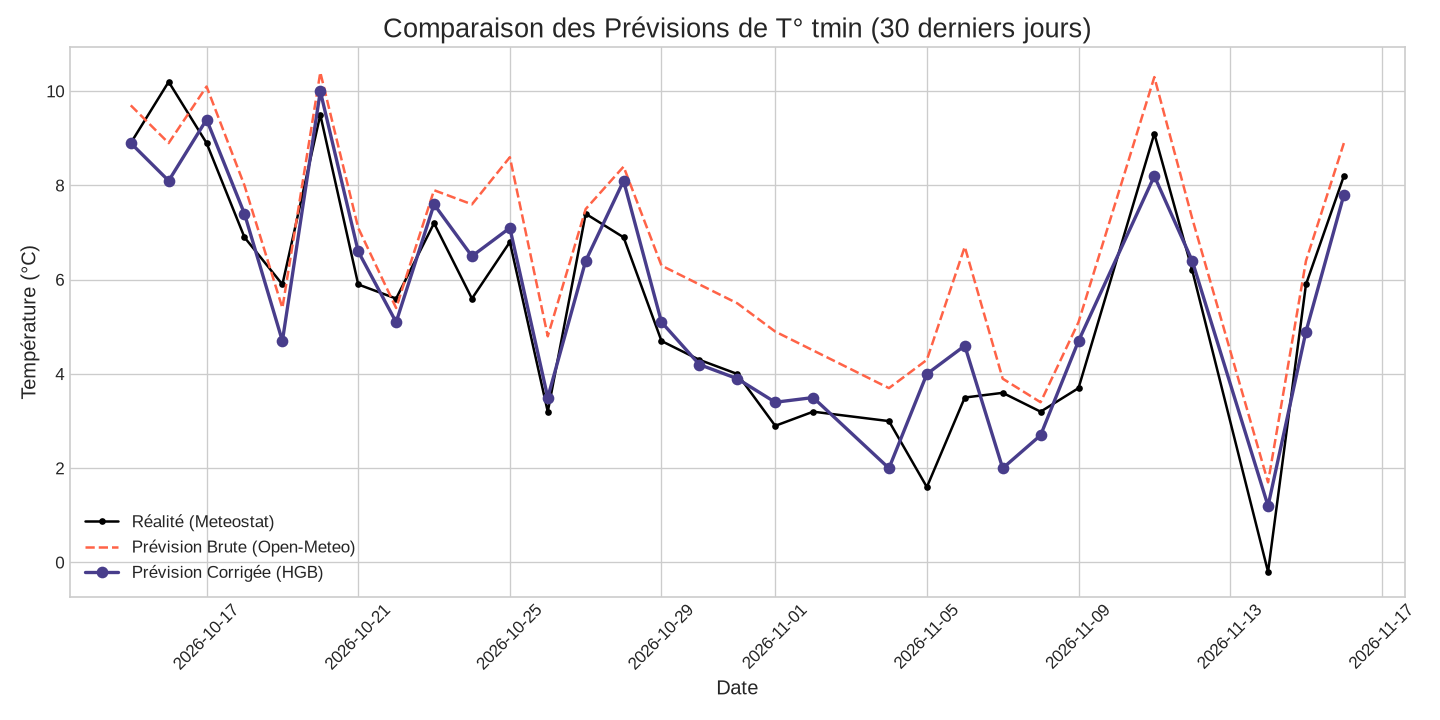 Comparaison des Prévisions de T° tmin (30 derniers jours)
Température (°C)
10
8
6
4
2
0
Réalité (Meteostat)
Prévision Brute (Open-Meteo)
Prévision Corrigée (HGB)
2026-10-17
2026-10-21
2026-10-25
2026-10-29
2026-11-01
2026-11-05
2026-11-09
2026-11-13
2026-11-17
Date